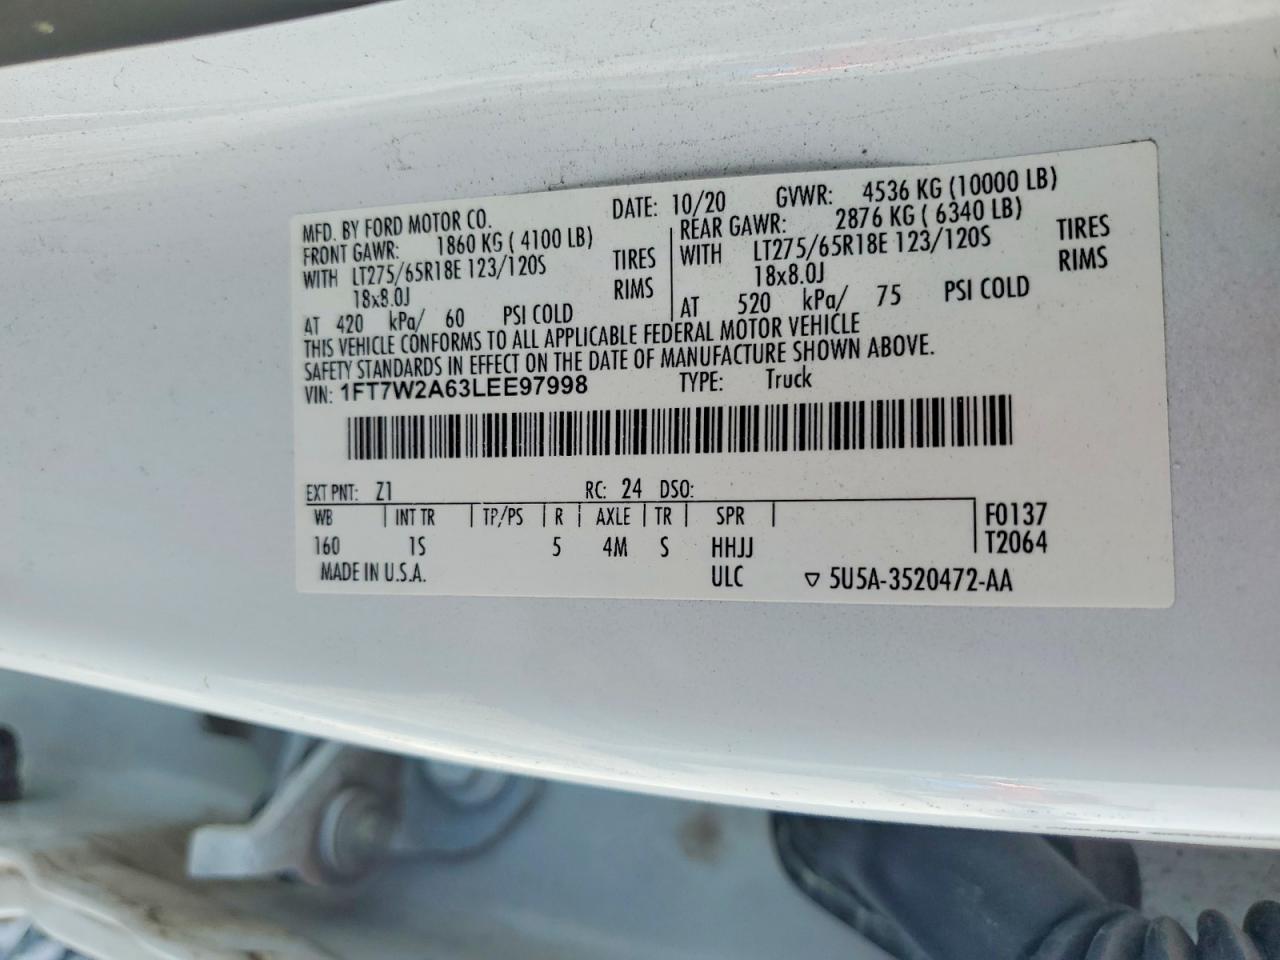 MFD. BY FORD MOTOR CO. DATE: 10/20 GVWR: 4536 KG (10000 LB)
FRONT GAWR: 1860 KG ( 4100 LB) REAR GAWR: 2876 KG ( 6340 LB)
WITH LT275/65R18E 123/120S TIRES WITH LT275/65R18E 123/120S TIRES
18x8.0J RIMS 18x8.0J RIMS
AT 420 kPa/ 60 PSI COLD AT 520 kPa/ 75 PSI COLD
THIS VEHICLE CONFORMS TO ALL APPLICABLE FEDERAL MOTOR VEHICLE
SAFETY STANDARDS IN EFFECT ON THE DATE OF MANUFACTURE SHOWN ABOVE.
VIN: 1FT7W2A63LEE97998 TYPE: Truck
EXT PNT: Z1 RC: 24 DSO:
WB INT TR TP/PS R AXLE TR SPR F0137
160 1S 5 4M S HHJJ T2064
MADE IN U.S.A. ULC ▽ 5U5A-3520472-AA